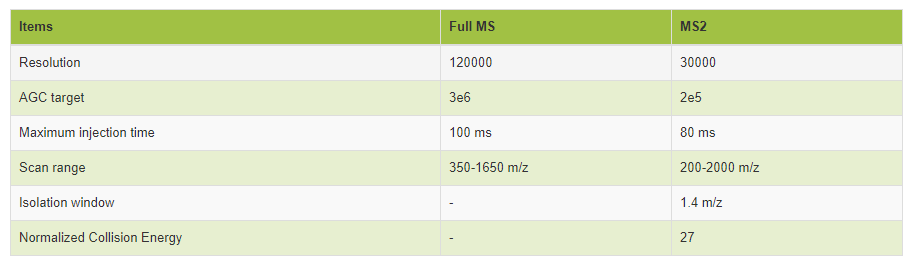 Items Full MS MS2
Resolution 120000 30000
AGC target 3e6 2e5
Maximum injection time 100 ms 80 ms
Scan range 350-1650 m/z 200-2000 m/z
Isolation window - 1.4 m/z
Normalized Collision Energy - 27